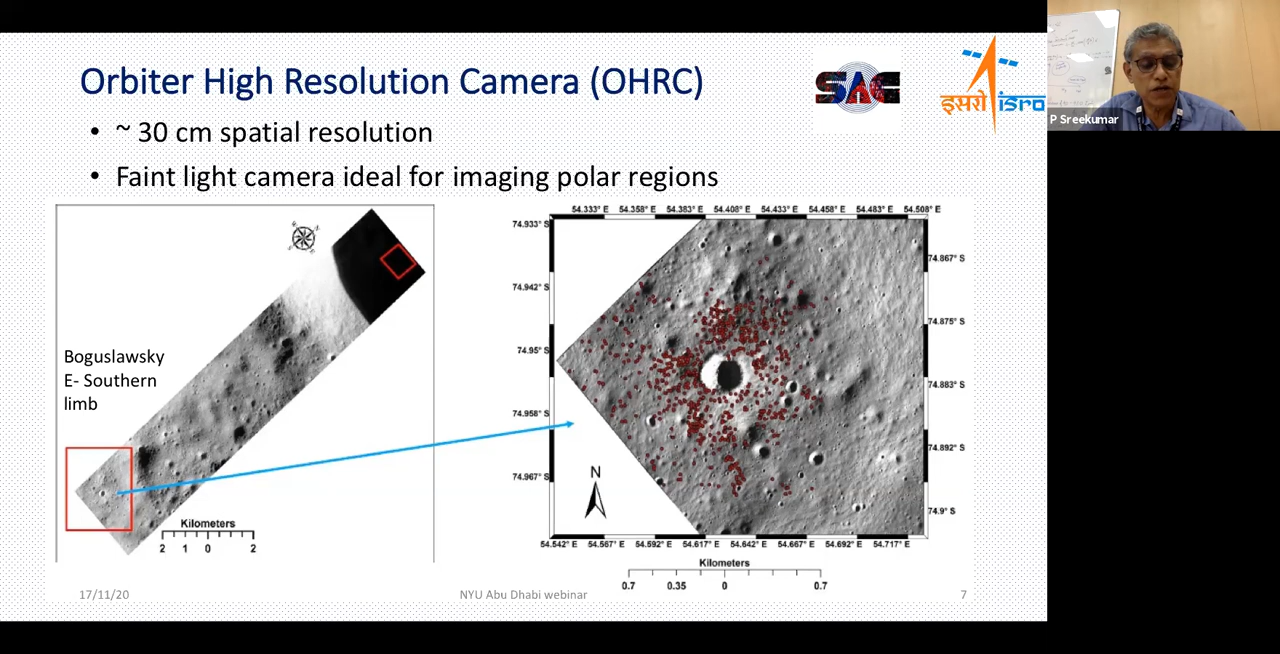 Orbiter High Resolution Camera (OHRC)
SAC
इसरो isro
P Sreekumar
• ~ 30 cm spatial resolution
• Faint light camera ideal for imaging polar regions
Boguslawsky
E- Southern
limb
Kilometers
2 1 0 2
54.333° E 54.358° E 54.383° E 54.408° E 54.433° E 54.458° E 54.483° E 54.508° E
74.933° S
74.942° S
74.95° S
74.958° S
74.967° S
74.867° S
74.875° S
74.883° S
74.892° S
74.9° S
N
54.542° E 54.567° E 54.592° E 54.617° E 54.642° E 54.667° E 54.692° E 54.717° E
Kilometers
0.7 0.35 0 0.7
17/11/20
NYU Abu Dhabi webinar
7